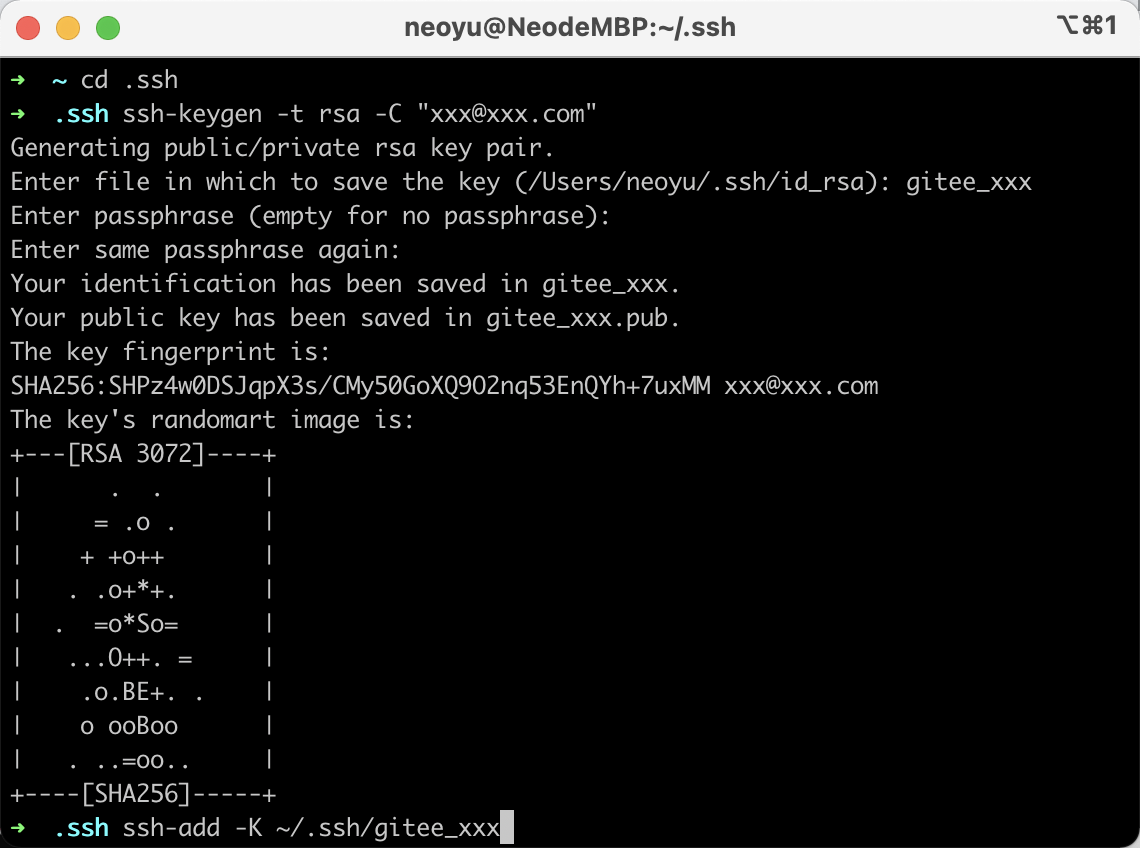 neoyu@NeodeMBP:~/.ssh ⌥⌘1
➜  ~ cd .ssh
➜  .ssh ssh-keygen -t rsa -C "xxx@xxx.com"
Generating public/private rsa key pair.
Enter file in which to save the key (/Users/neoyu/.ssh/id_rsa): gitee_xxx
Enter passphrase (empty for no passphrase):
Enter same passphrase again:
Your identification has been saved in gitee_xxx.
Your public key has been saved in gitee_xxx.pub.
The key fingerprint is:
SHA256:SHPz4w0DSJqpX3s/CMy50GoXQ9O2nq53EnQYh+7uxMM xxx@xxx.com
The key's randomart image is:
+---[RSA 3072]----+
|      .  .       |
|     = .o .      |
|    + +o++       |
|   . .o+*+.      |
|  .  =o*So=      |
|   ...O++. =     |
|    .o.BE+. .    |
|    o ooBoo      |
|   . ..=oo..     |
+----[SHA256]-----+
➜  .ssh ssh-add -K ~/.ssh/gitee_xxx